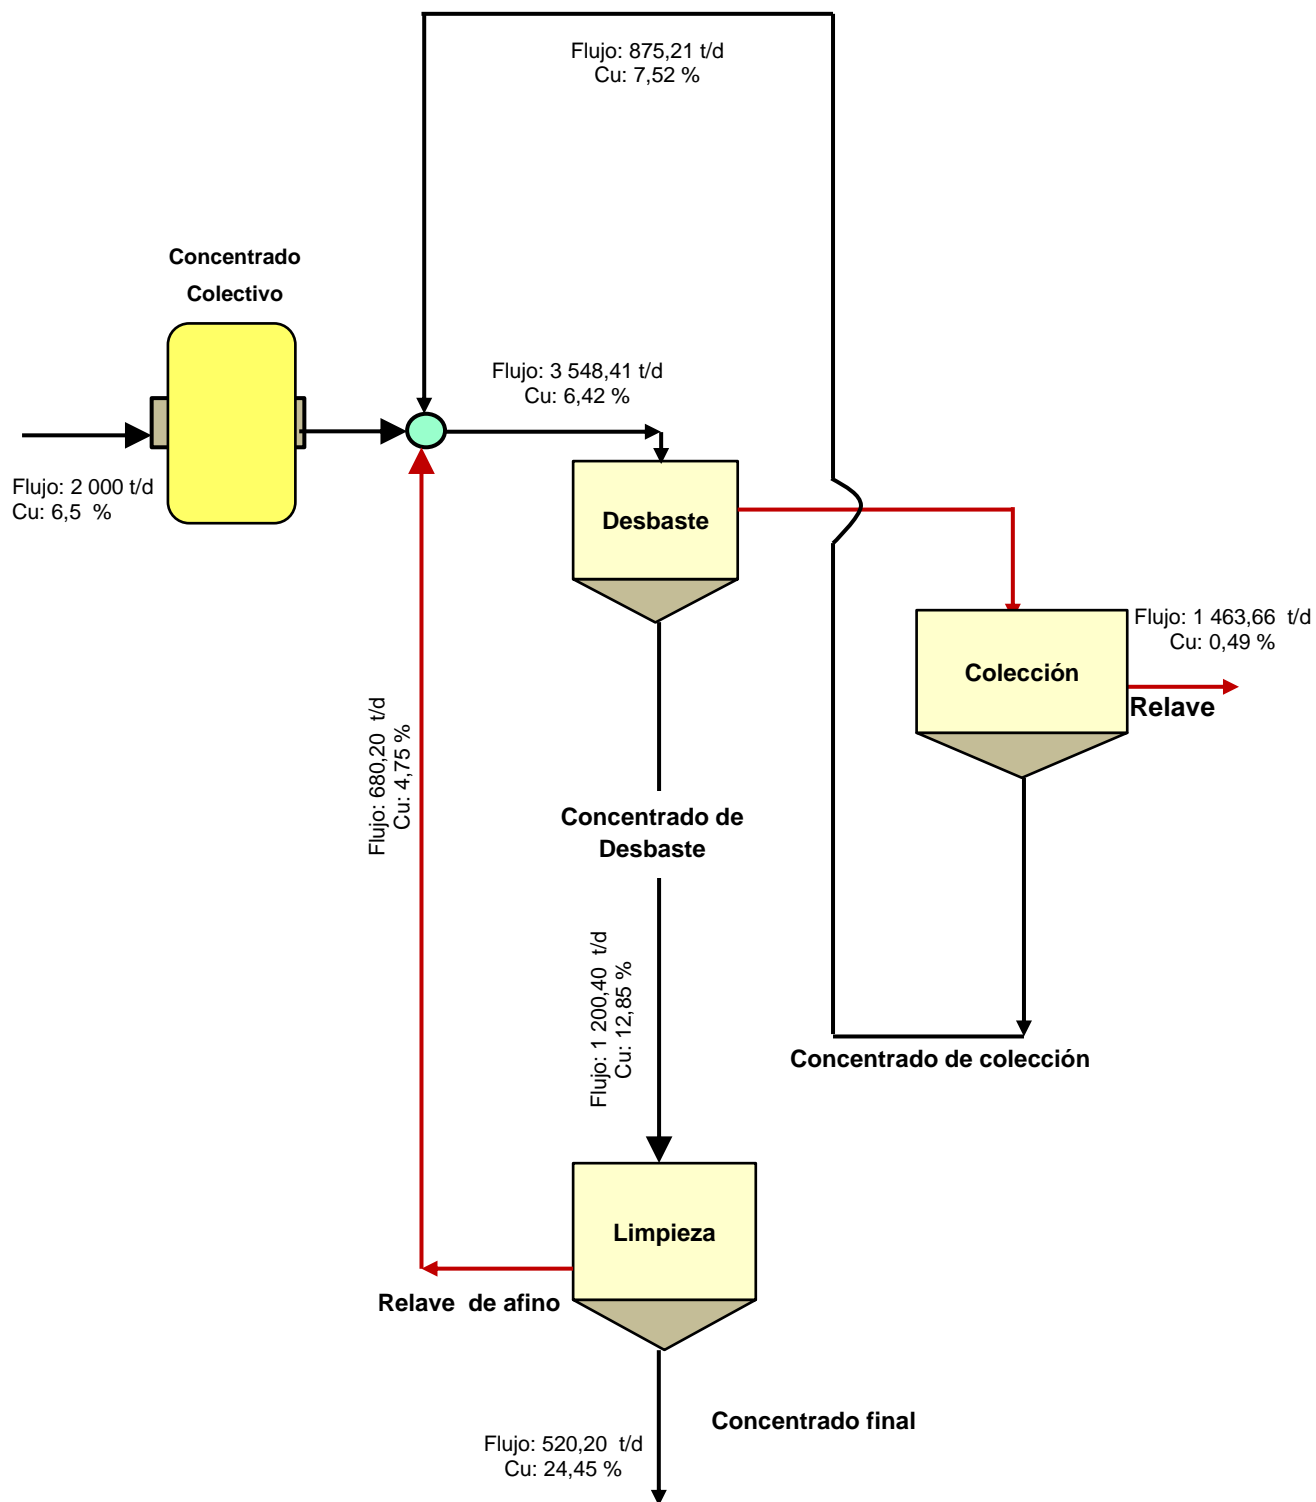 Flujo: 875,21 t/d
Cu: 7,52 %
Concentrado
Colectivo
Flujo: 3 548,41 t/d
Cu: 6,42 %
Flujo: 2 000 t/d
Cu: 6,5 %
Desbaste
Flujo: 1 463,66 t/d
Cu: 0,49 %
Colección
Relave
Flujo: 680,20 t/d
Cu: 4,75 %
Concentrado de
Desbaste
Flujo: 1 200,40 t/d
Cu: 12,85 %
Concentrado de colección
Limpieza
Relave de afino
Concentrado final
Flujo: 520,20 t/d
Cu: 24,45 %